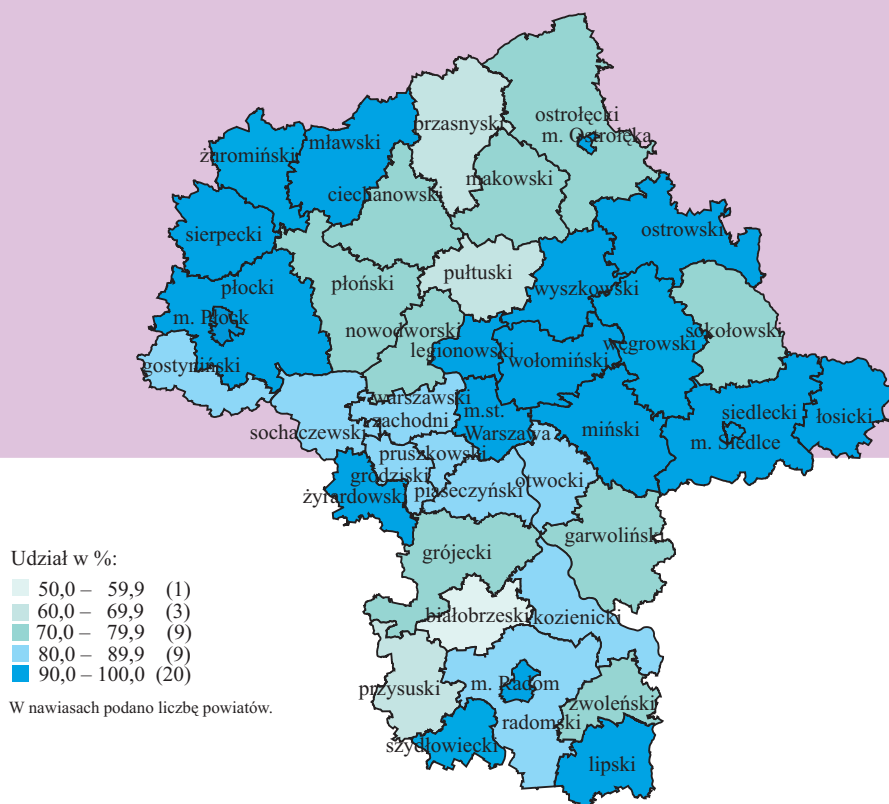 ostrołęcki
m. Ostrołęka
przasnyski
mławski
żuromiński
makowski
ciechanowski
sierpecki
ostrowski
pułtuski
płoński
płocki
wyszkowski
m. Płock
nowodworski
sokołowski
legionowski
węgrowski
wołomiński
gostyniński
warszawski
zachodni
siedlecki
łosicki
m.st.
Warszawa
sochaczewski
miński
m. Siedlce
pruszkowski
grodziski
otwocki
żyrardowski
piaseczyński
garwoliński
grójecki
białobrzeski
kozienicki
przysuski
m. Radom
zwoleński
radomski
szydłowiecki
lipski
Udział w %:
50,0 – 59,9 (1)
60,0 – 69,9 (3)
70,0 – 79,9 (9)
80,0 – 89,9 (9)
90,0 – 100,0 (20)
W nawiasach podano liczbę powiatów.